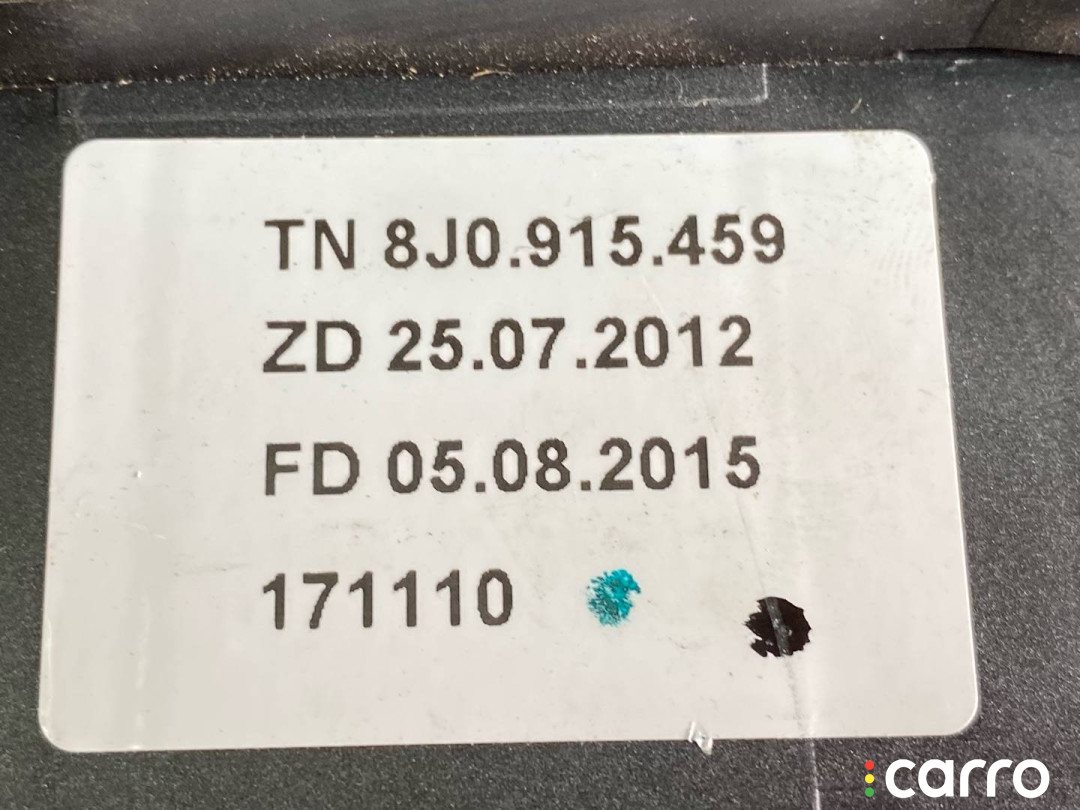 TN 8J0.915.459
ZD 25.07.2012
FD 05.08.2015
171110
carro